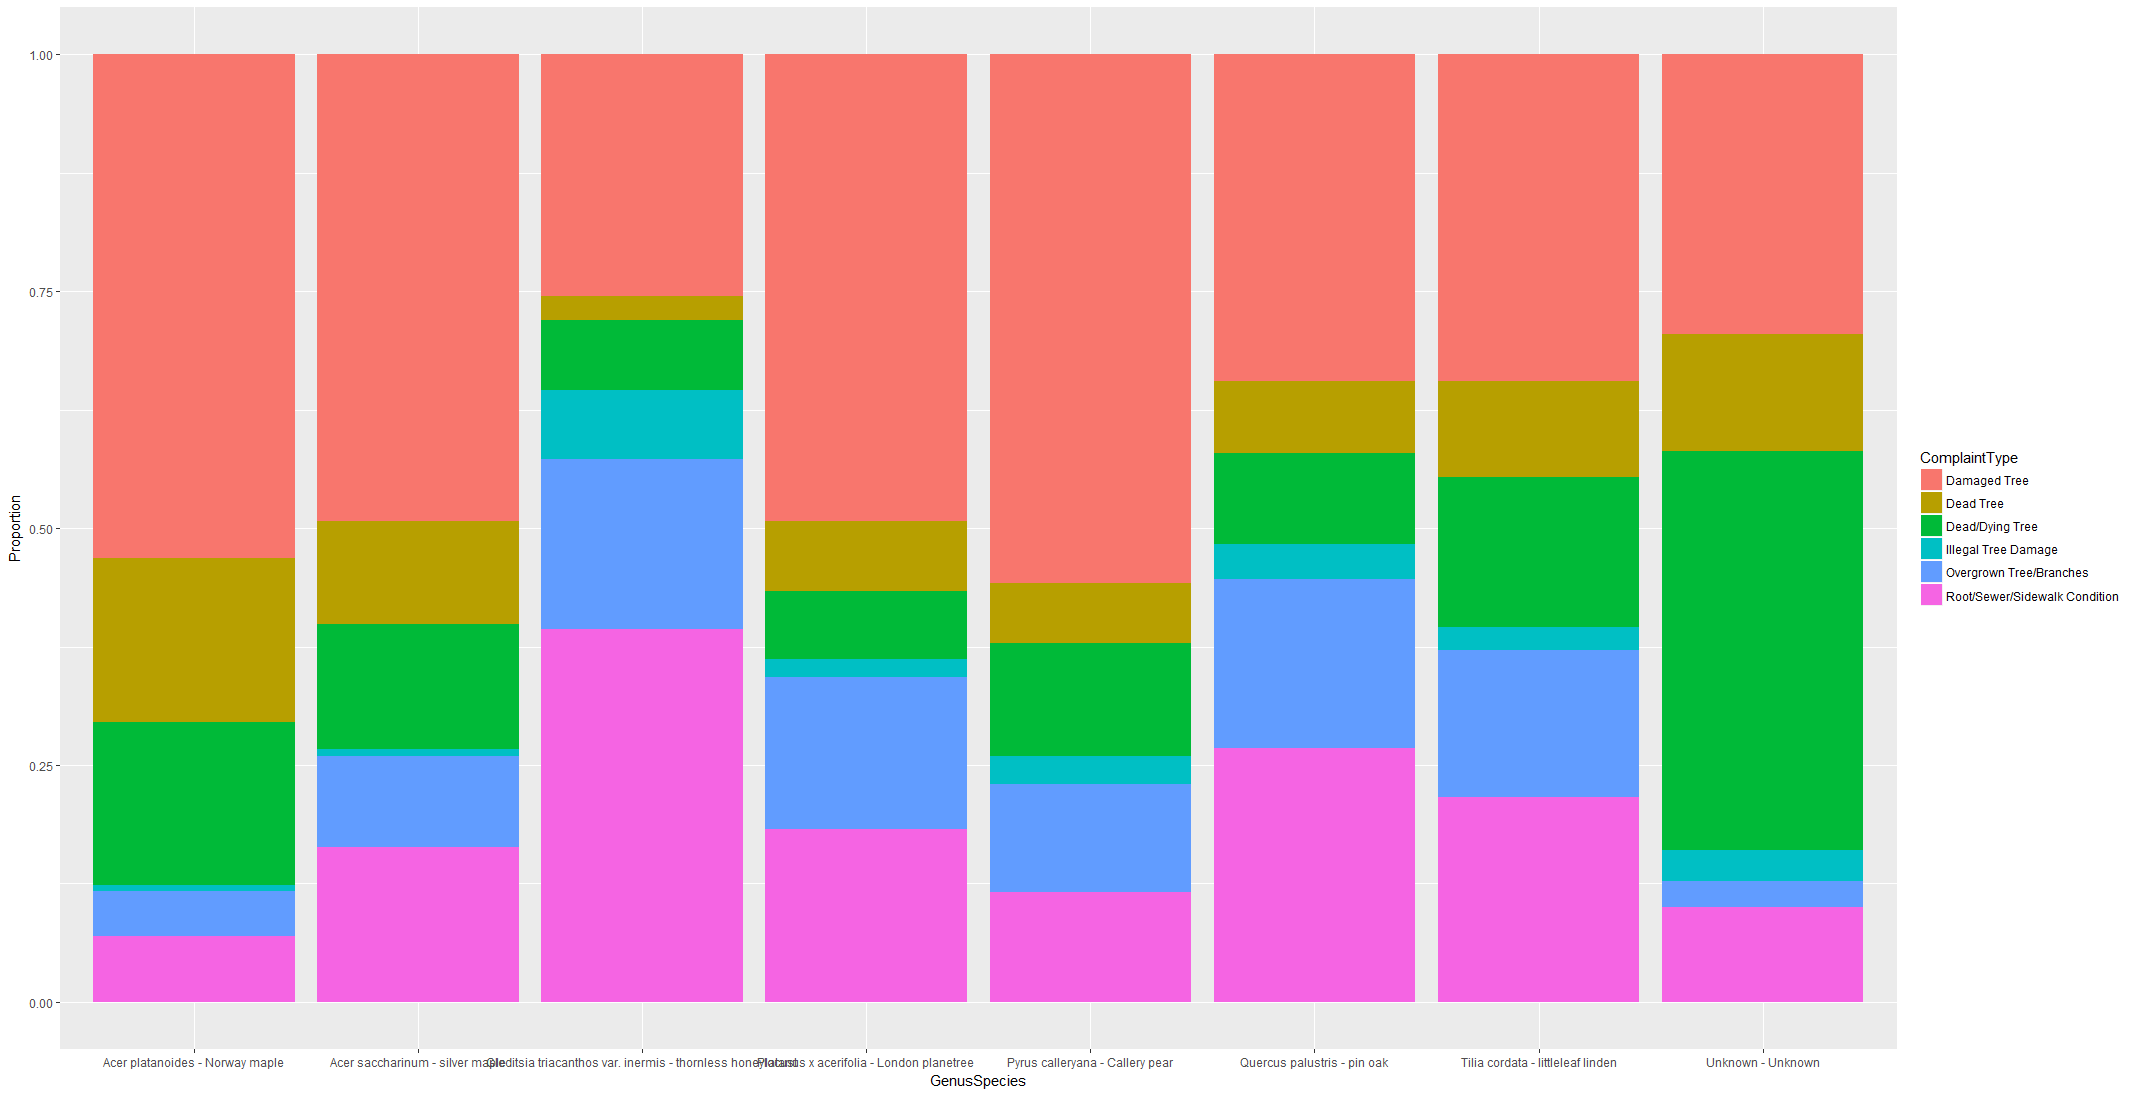 1.00
0.75
0.50
0.25
0.00
Proportion
Acer platanoides - Norway maple
Acer saccharinum - silver maple
Gleditsia triacanthos var. inermis - thornless honeylocust
Platanus x acerifolia - London planetree
Pyrus calleryana - Callery pear
Quercus palustris - pin oak
Tilia cordata - littleleaf linden
Unknown - Unknown
GenusSpecies
ComplaintType
Damaged Tree
Dead Tree
Dead/Dying Tree
Illegal Tree Damage
Overgrown Tree/Branches
Root/Sewer/Sidewalk Condition